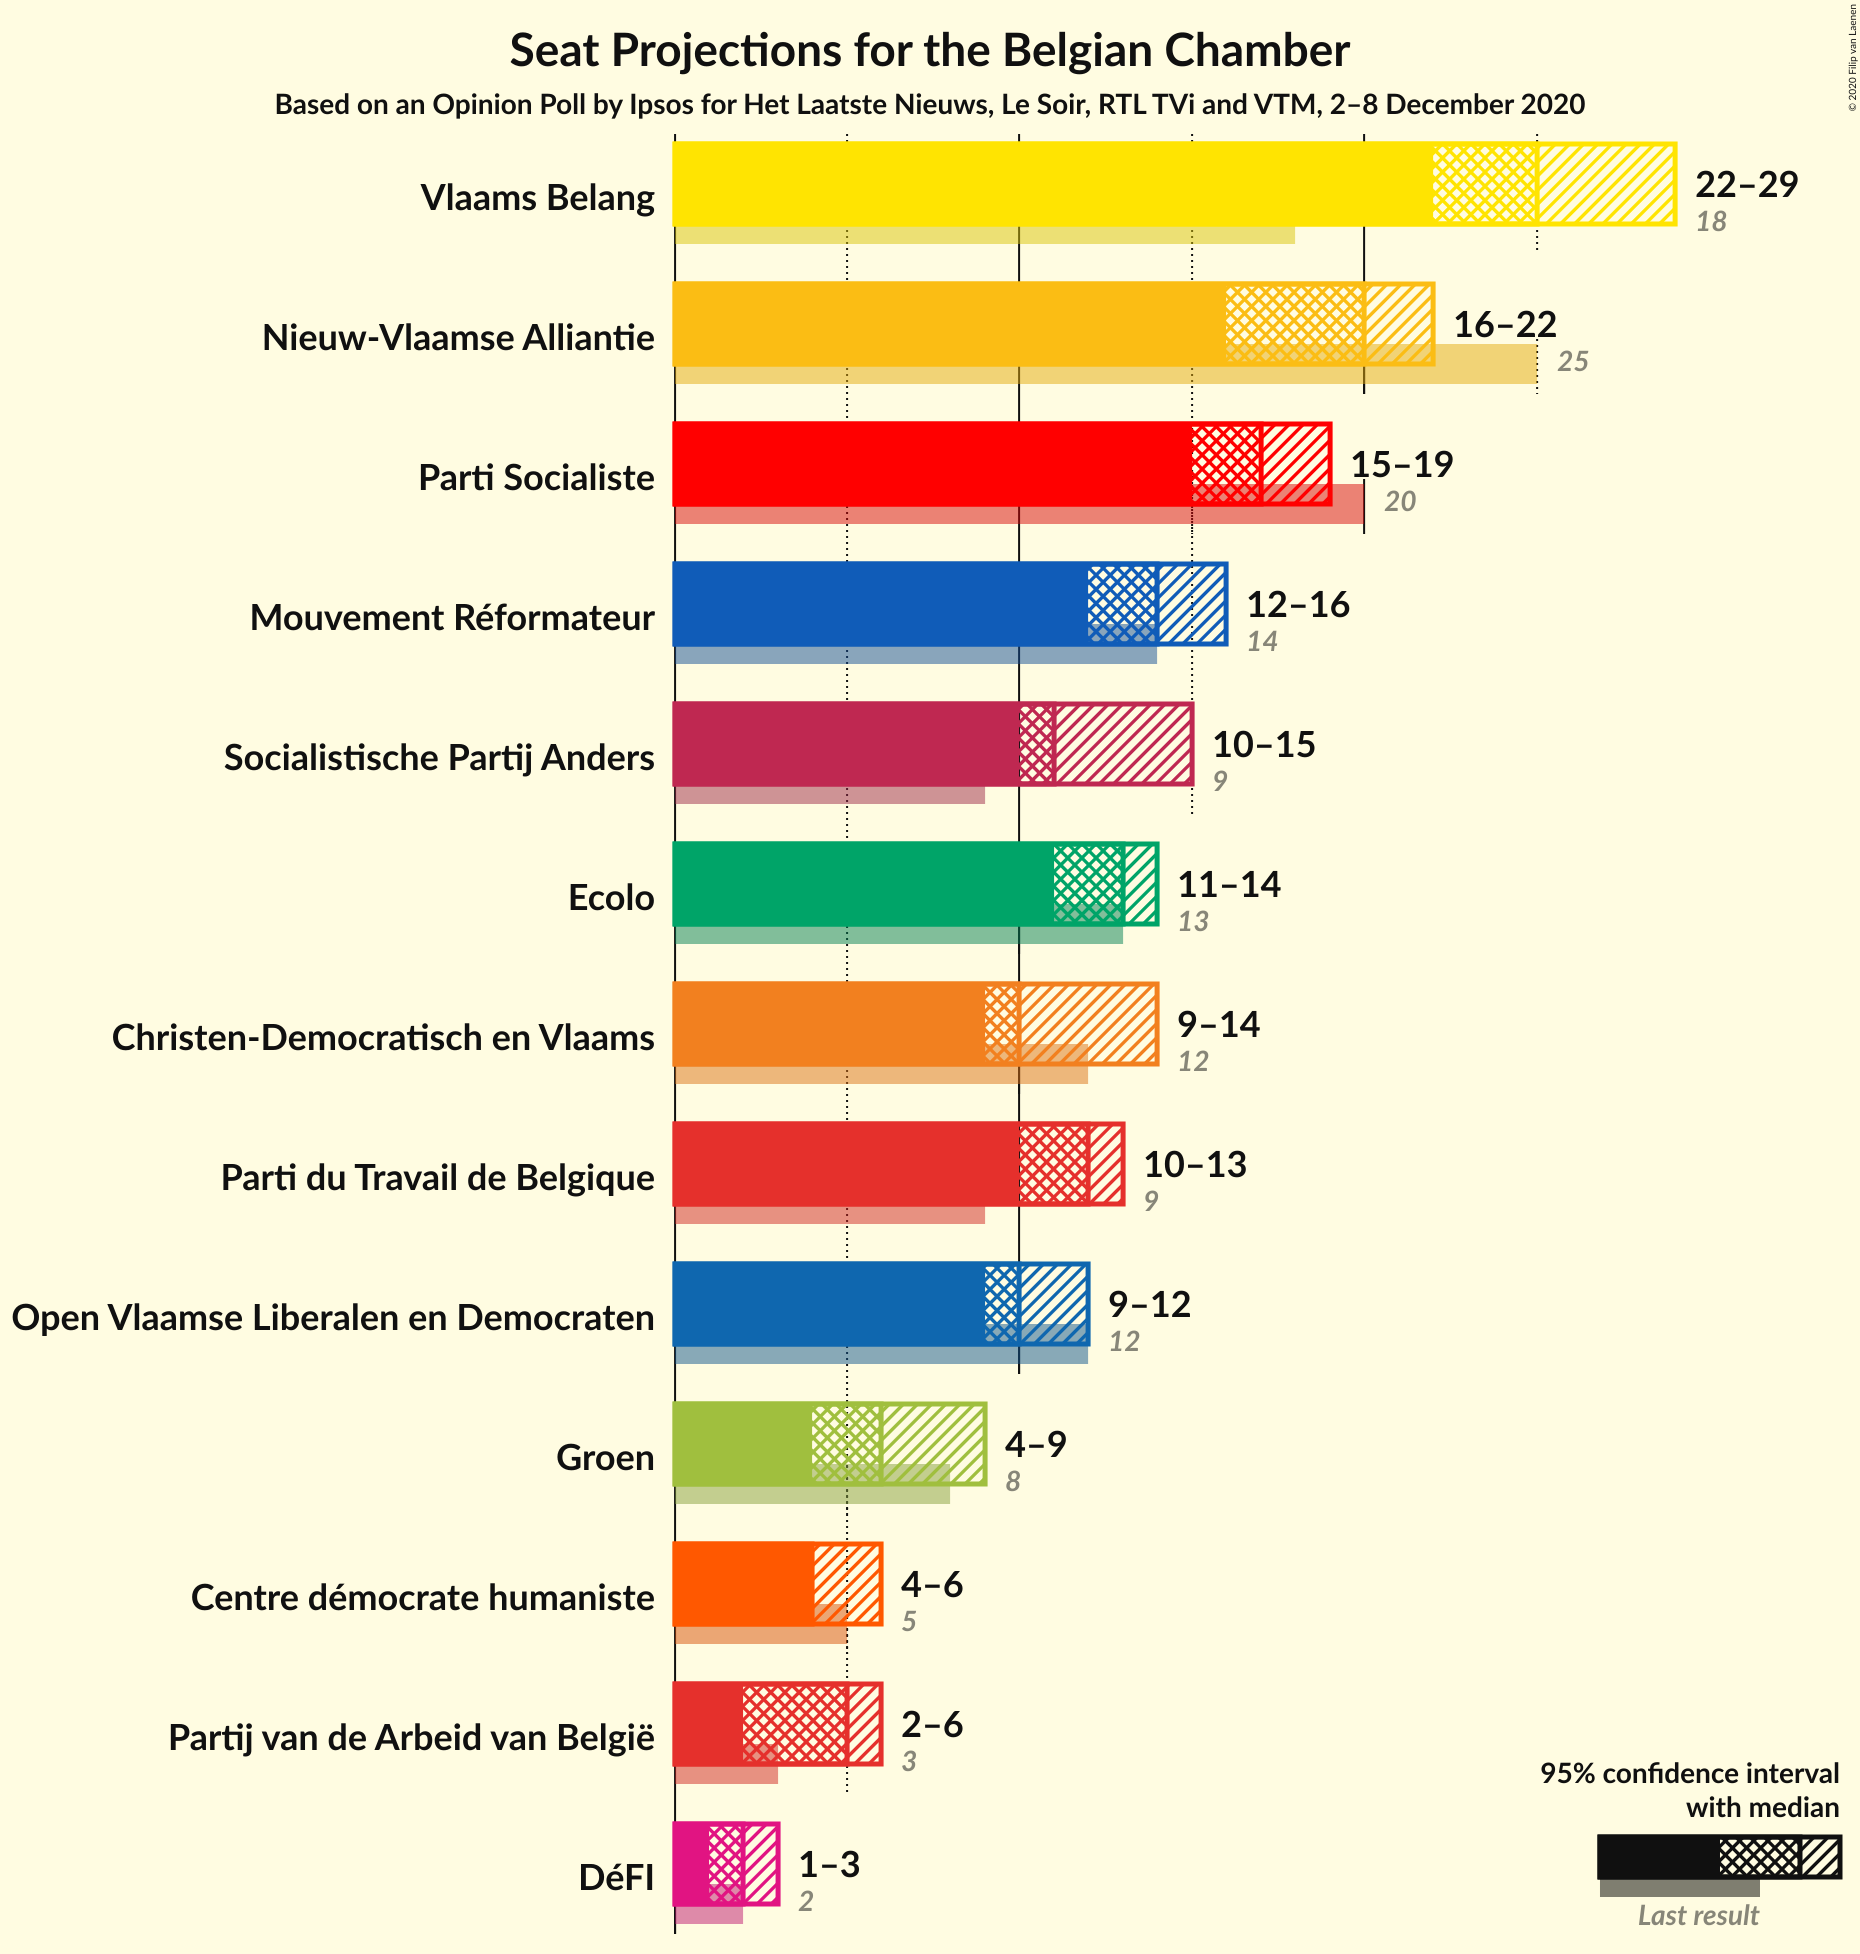 Seat Projections for the Belgian Chamber
Based on an Opinion Poll by Ipsos for Het Laatste Nieuws, Le Soir, RTL TVi and VTM, 2–8 December 2020
© 2020 Filip van Laenen
Vlaams Belang
22–29
18
Nieuw-Vlaamse Alliantie
16–22
25
Parti Socialiste
15–19
20
Mouvement Réformateur
12–16
14
Socialistische Partij Anders
10–15
9
Ecolo
11–14
13
Christen-Democratisch en Vlaams
9–14
12
Parti du Travail de Belgique
10–13
9
Open Vlaamse Liberalen en Democraten
9–12
12
Groen
4–9
8
Centre démocrate humaniste
4–6
5
Partij van de Arbeid van België
2–6
3
DéFI
1–3
2
95% confidence interval
with median
Last result